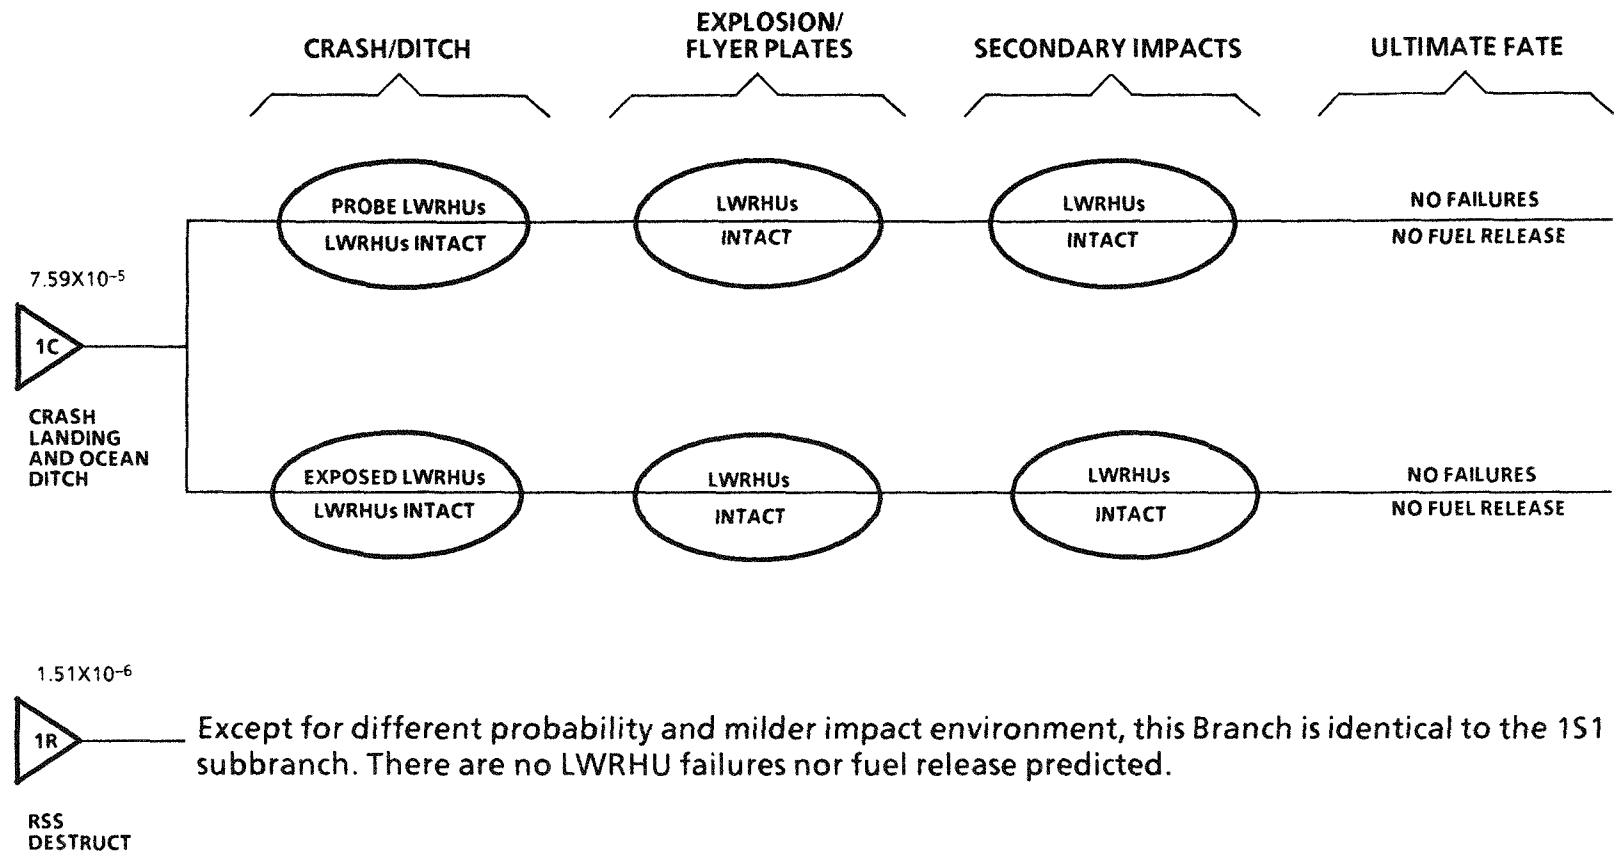 CRASH/DITCH
EXPLOSION/
FLYER PLATES
SECONDARY IMPACTS
ULTIMATE FATE
PROBE LWRHUs
LWRHUs INTACT
LWRHUs
INTACT
LWRHUs
INTACT
NO FAILURES
NO FUEL RELEASE
7.59X10⁻⁵
1C
CRASH
LANDING
AND OCEAN
DITCH
EXPOSED LWRHUs
LWRHUs INTACT
LWRHUs
INTACT
LWRHUs
INTACT
NO FAILURES
NO FUEL RELEASE
1.51X10⁻⁶
1R
Except for different probability and milder impact environment, this Branch is identical to the 1S1
subbranch. There are no LWRHU failures nor fuel release predicted.
RSS
DESTRUCT